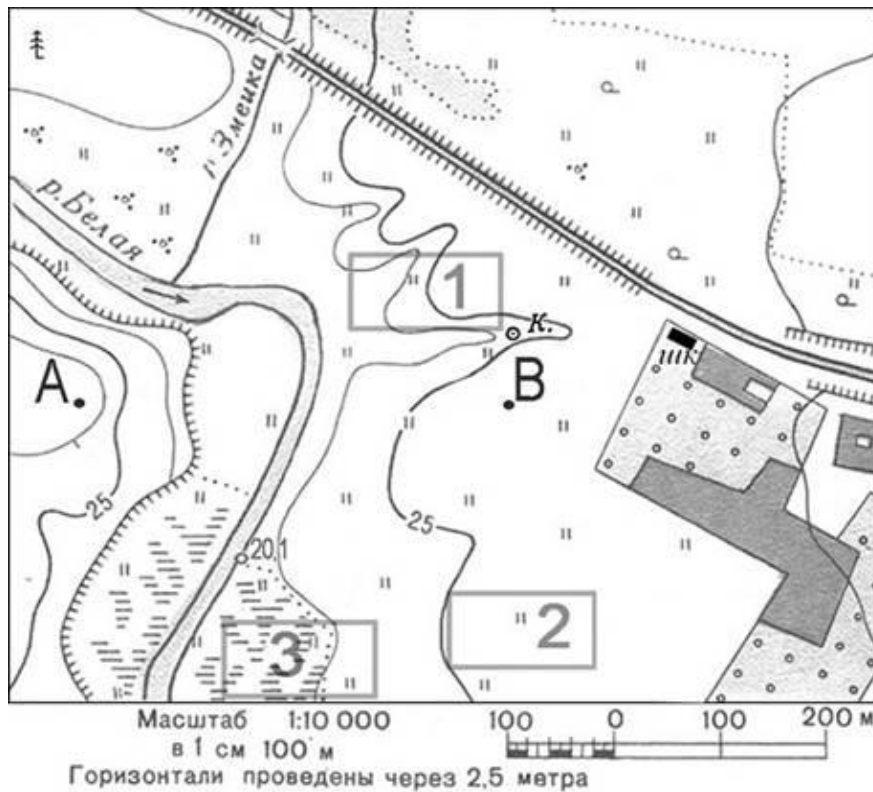 р. Змейка
р. Белая
1
К.
шк
А
В
25
25
20,1
2
3
Масштаб 1:10 000
в 1 см 100 м
100 0 100 200 м
Горизонтали проведены через 2,5 метра